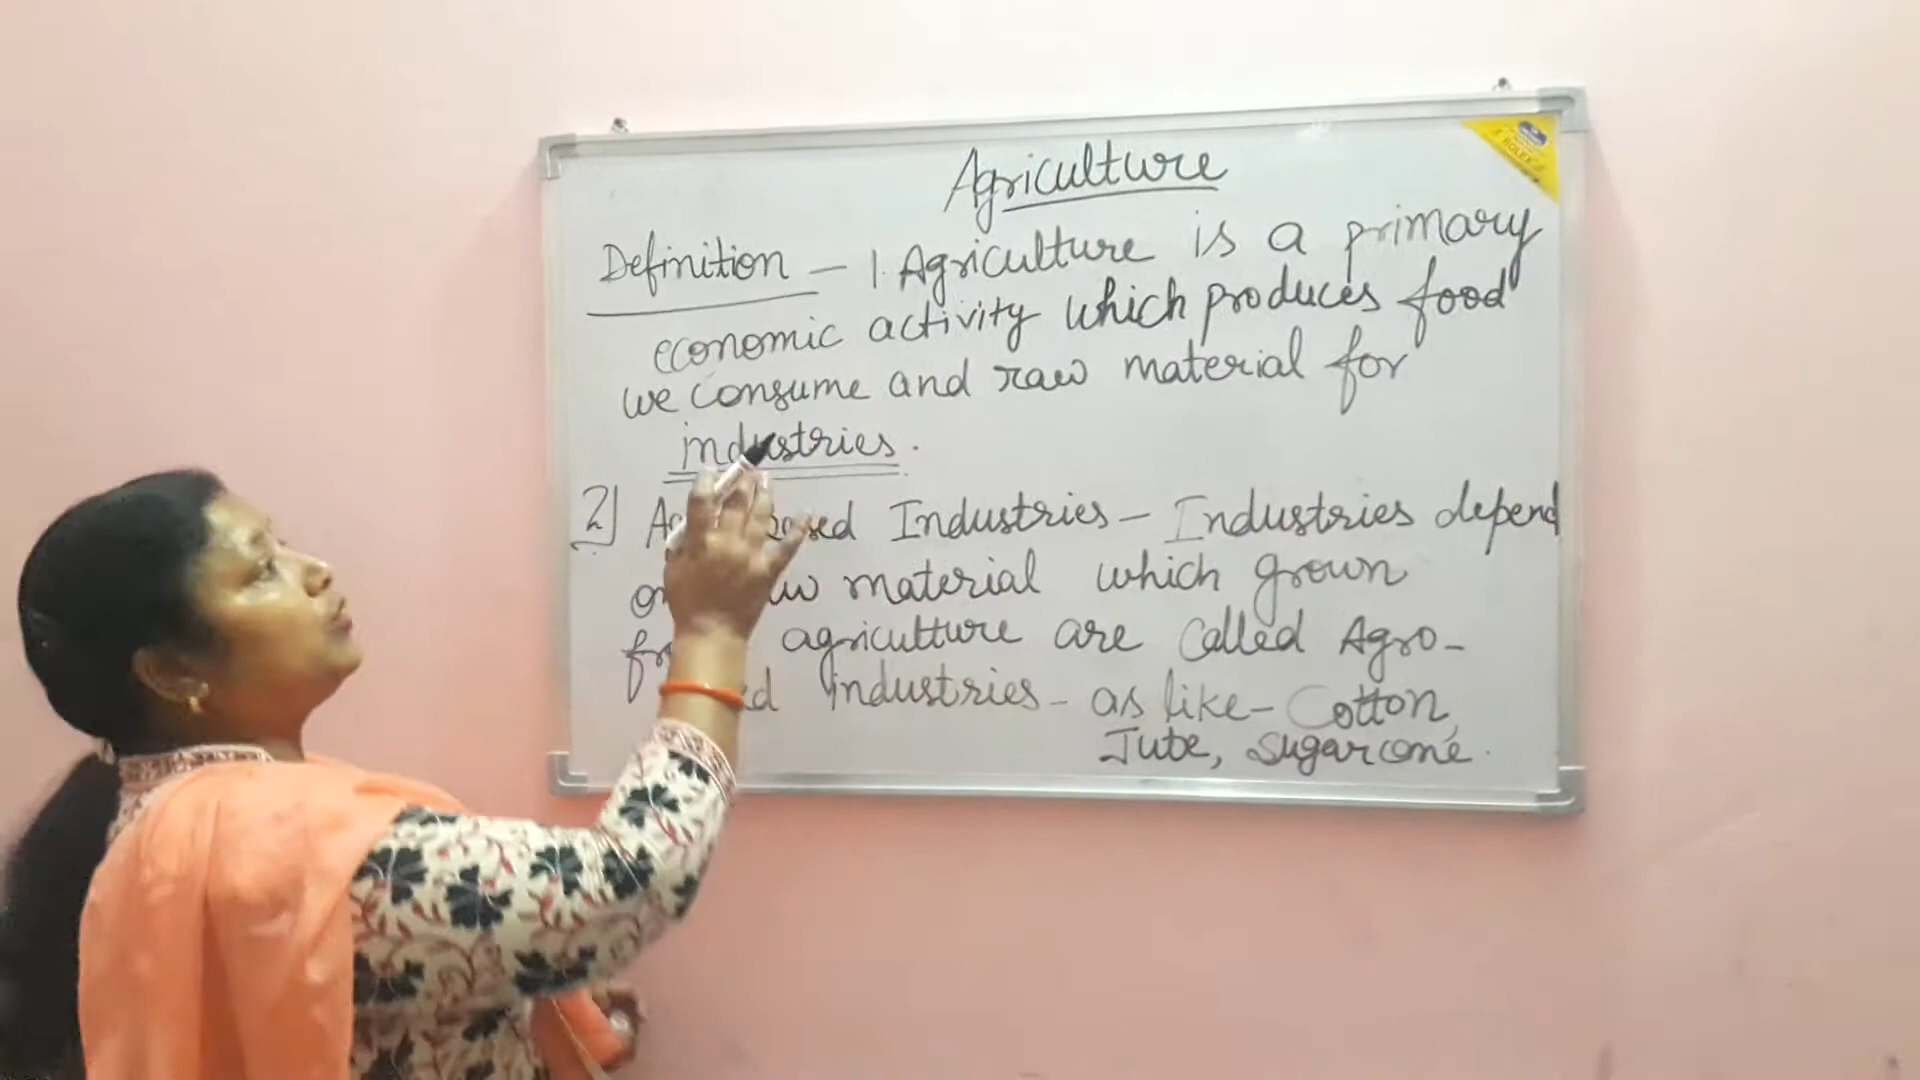 Agriculture
Definition - 1. Agriculture is a primary
economic activity which produces food
we consume and raw material for
industries.
2] Industries - Industries depend
material which grown
agriculture are called Agro-
industries - as like - Cotton,
Jute, Sugarcane.
ROLEX